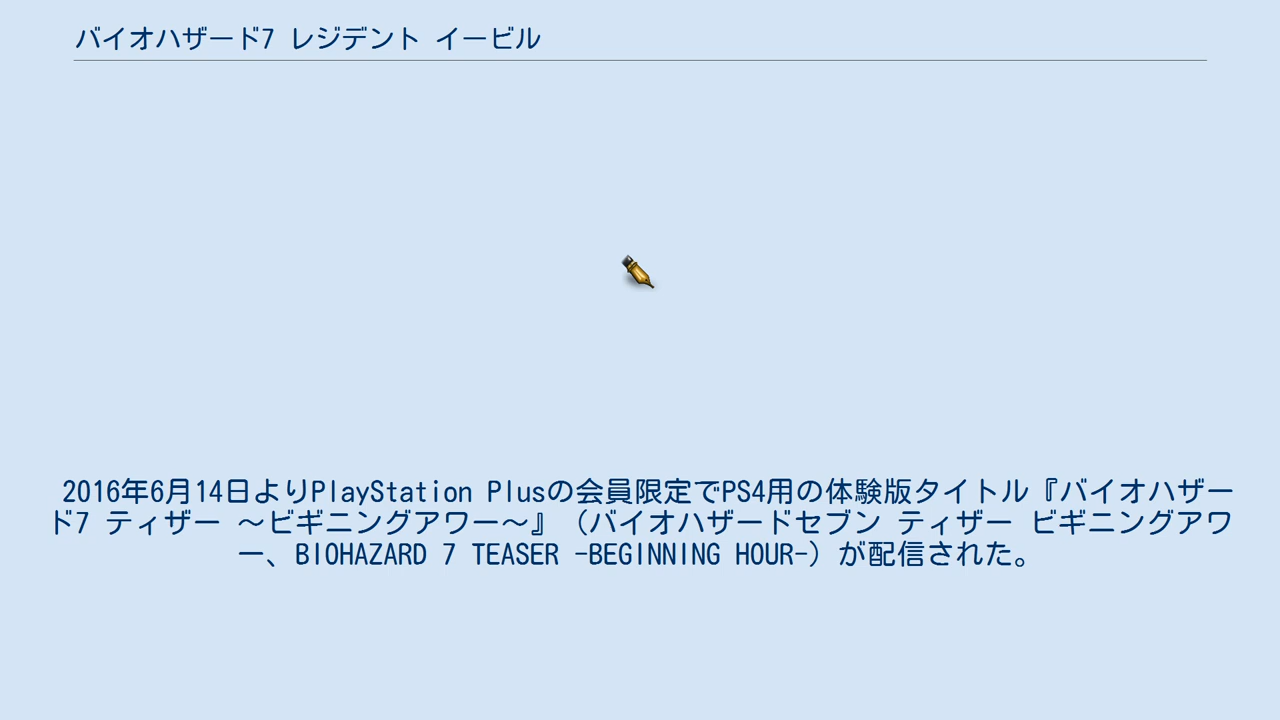 バイオハザード7 レジデント イービル
2016年6月14日よりPlayStation Plusの会員限定でPS4用の体験版タイトル『バイオハザー
ド7 ティザー ～ビギニングアワー～』（バイオハザードセブン ティザー ビギニングアワ
ー、BIOHAZARD 7 TEASER -BEGINNING HOUR-）が配信された。